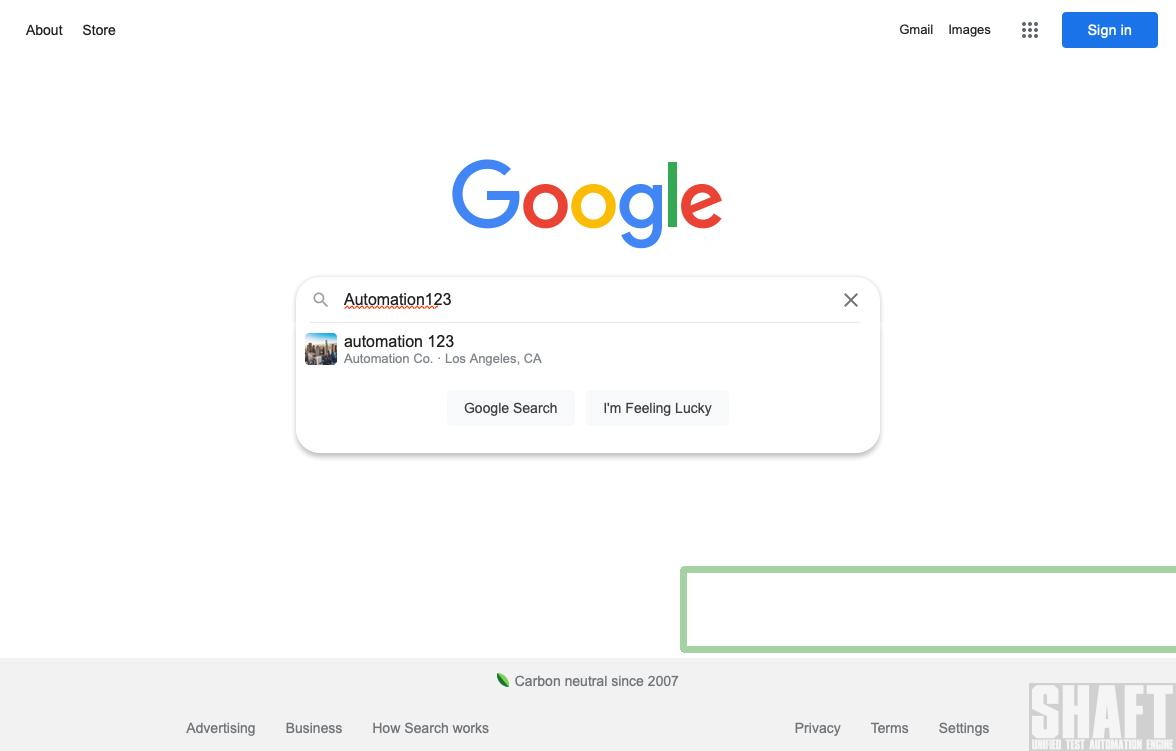 About Store Gmail Images Sign in
Google
Automation123
automation 123
Automation Co. · Los Angeles, CA
Google Search I'm Feeling Lucky
Carbon neutral since 2007
Advertising Business How Search works Privacy Terms Settings
SHAFT
UNIFIED TEST AUTOMATION ENGINE